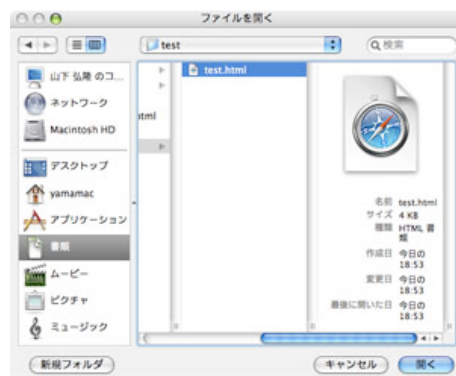 ファイルを開く
test
検索
山下 弘隆 のコ...
ネットワーク
Macintosh HD
デスクトップ
yamamac
アプリケーション
書類
ムービー
ピクチャ
ミュージック
html
test.html
名前 test.html
サイズ 4 KB
種類 HTML 書
類
作成日 今日の
18:53
変更日 今日の
18:53
最後に開いた日 今日の
18:53
新規フォルダ
キャンセル
開く